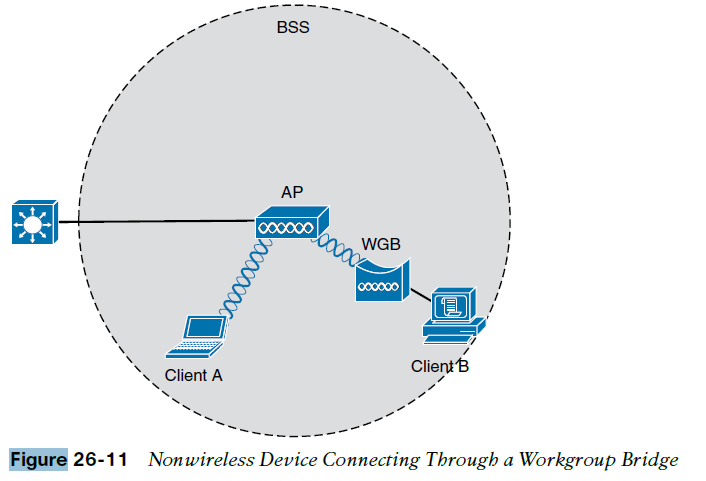 BSS
AP
WGB
Client A
Client B
Figure 26-11 Nonwireless Device Connecting Through a Workgroup Bridge